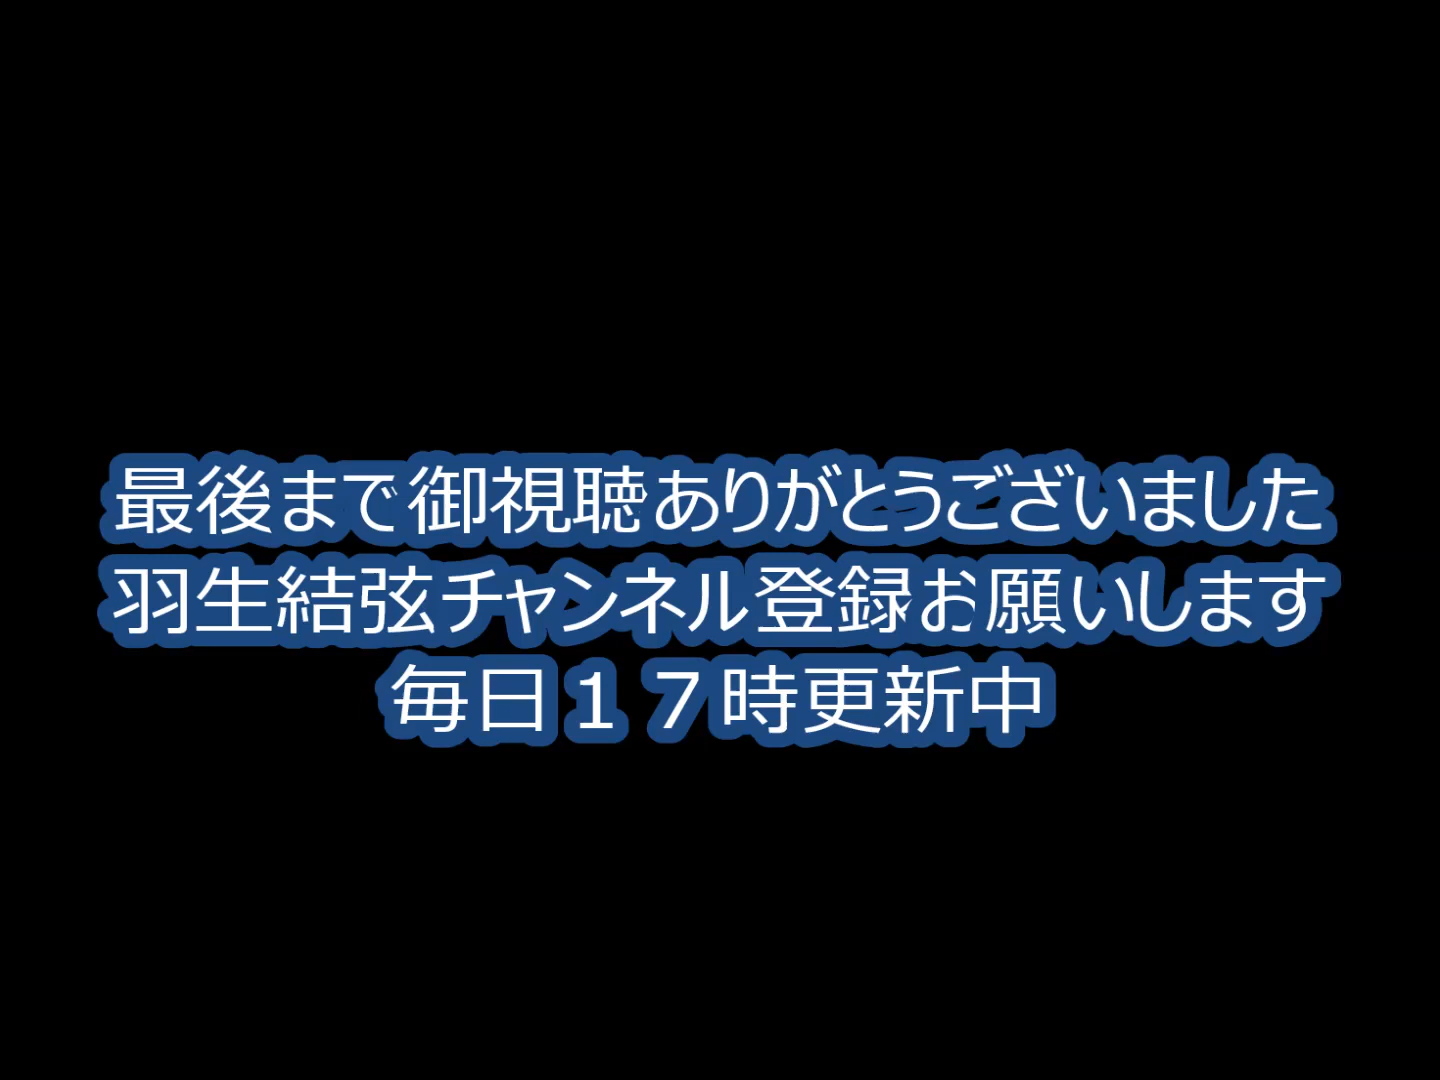 最後まで御視聴ありがとうございました
羽生結弦チャンネル登録お願いします
毎日１７時更新中